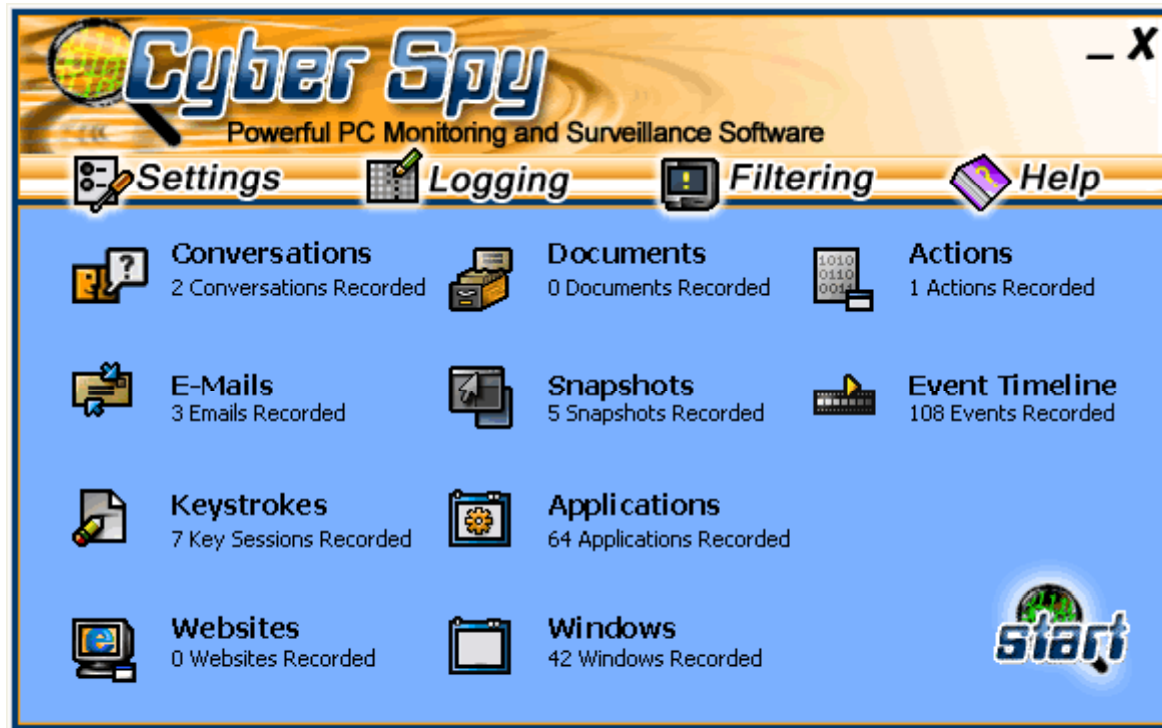 Cyber Spy
Powerful PC Monitoring and Surveillance Software
_ X
Settings
Logging
Filtering
Help
Conversations
2 Conversations Recorded
Documents
0 Documents Recorded
Actions
1 Actions Recorded
E-Mails
3 Emails Recorded
Snapshots
5 Snapshots Recorded
Event Timeline
108 Events Recorded
Keystrokes
7 Key Sessions Recorded
Applications
64 Applications Recorded
Websites
0 Websites Recorded
Windows
42 Windows Recorded
start